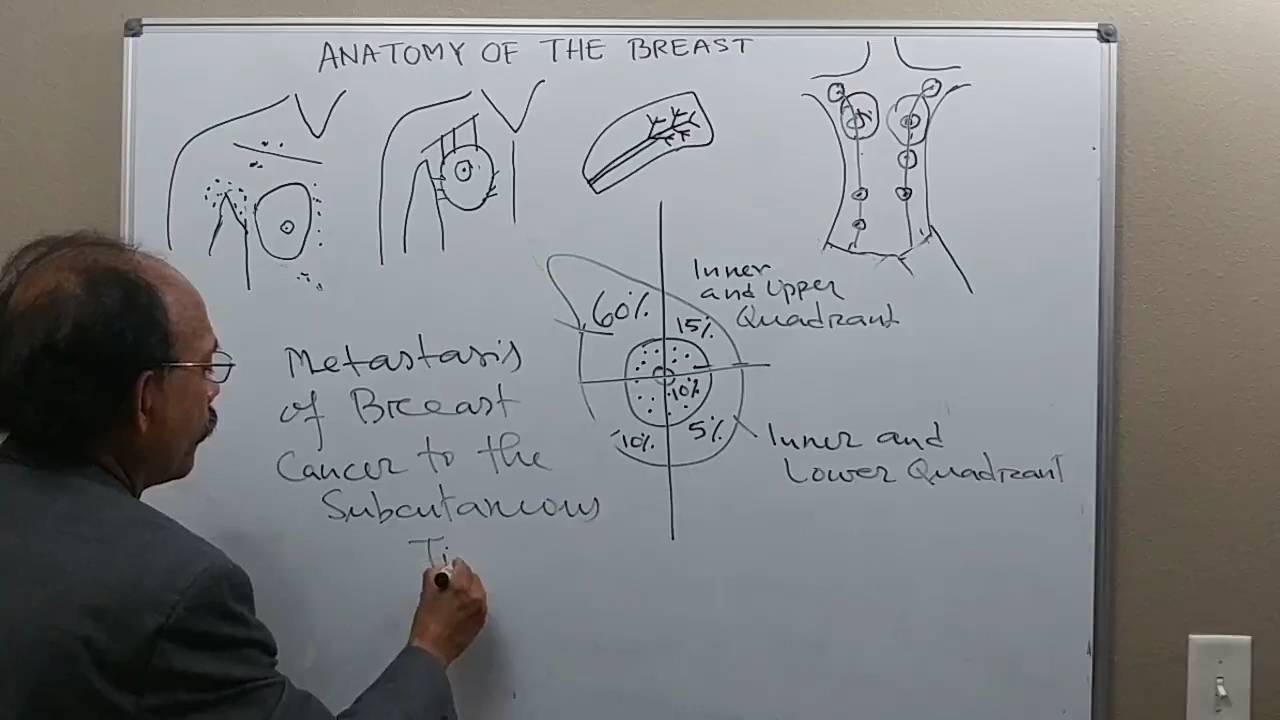 ANATOMY OF THE BREAST
Inner
and Upper
Quadrant
60%
15%
10%
10%
5%
Metastasis
of Breast
Cancer to the
Subcutaneous
Ti
Inner and
Lower Quadrant